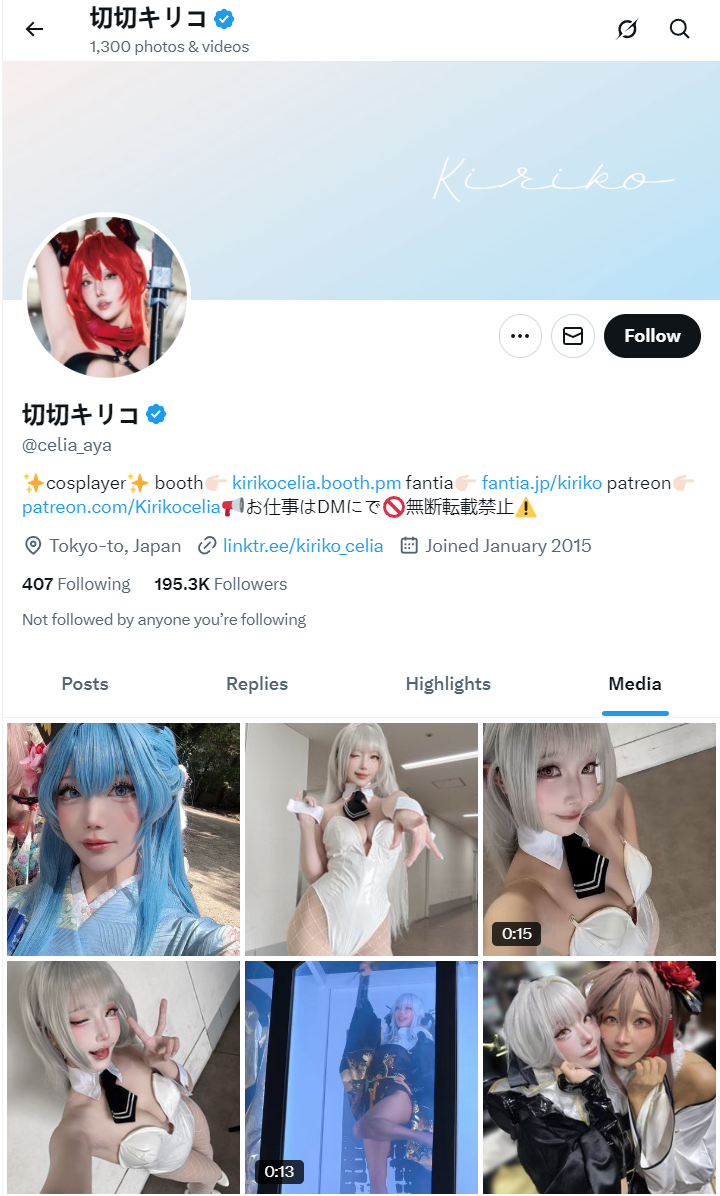 切切キリコ
1,300 photos & videos
Kiriko
Follow
切切キリコ
@celia_aya
✨cosplayer✨ booth👉🏻 kirikocelia.booth.pm fantia👉🏻 fantia.jp/kiriko patreon👉🏻
patreon.com/Kirikocelia📢お仕事はDMにで🚫無断転載禁止⚠️
Tokyo-to, Japan linktr.ee/kiriko_celia Joined January 2015
407 Following 195.3K Followers
Not followed by anyone you’re following
Posts Replies Highlights Media
0:15
0:13